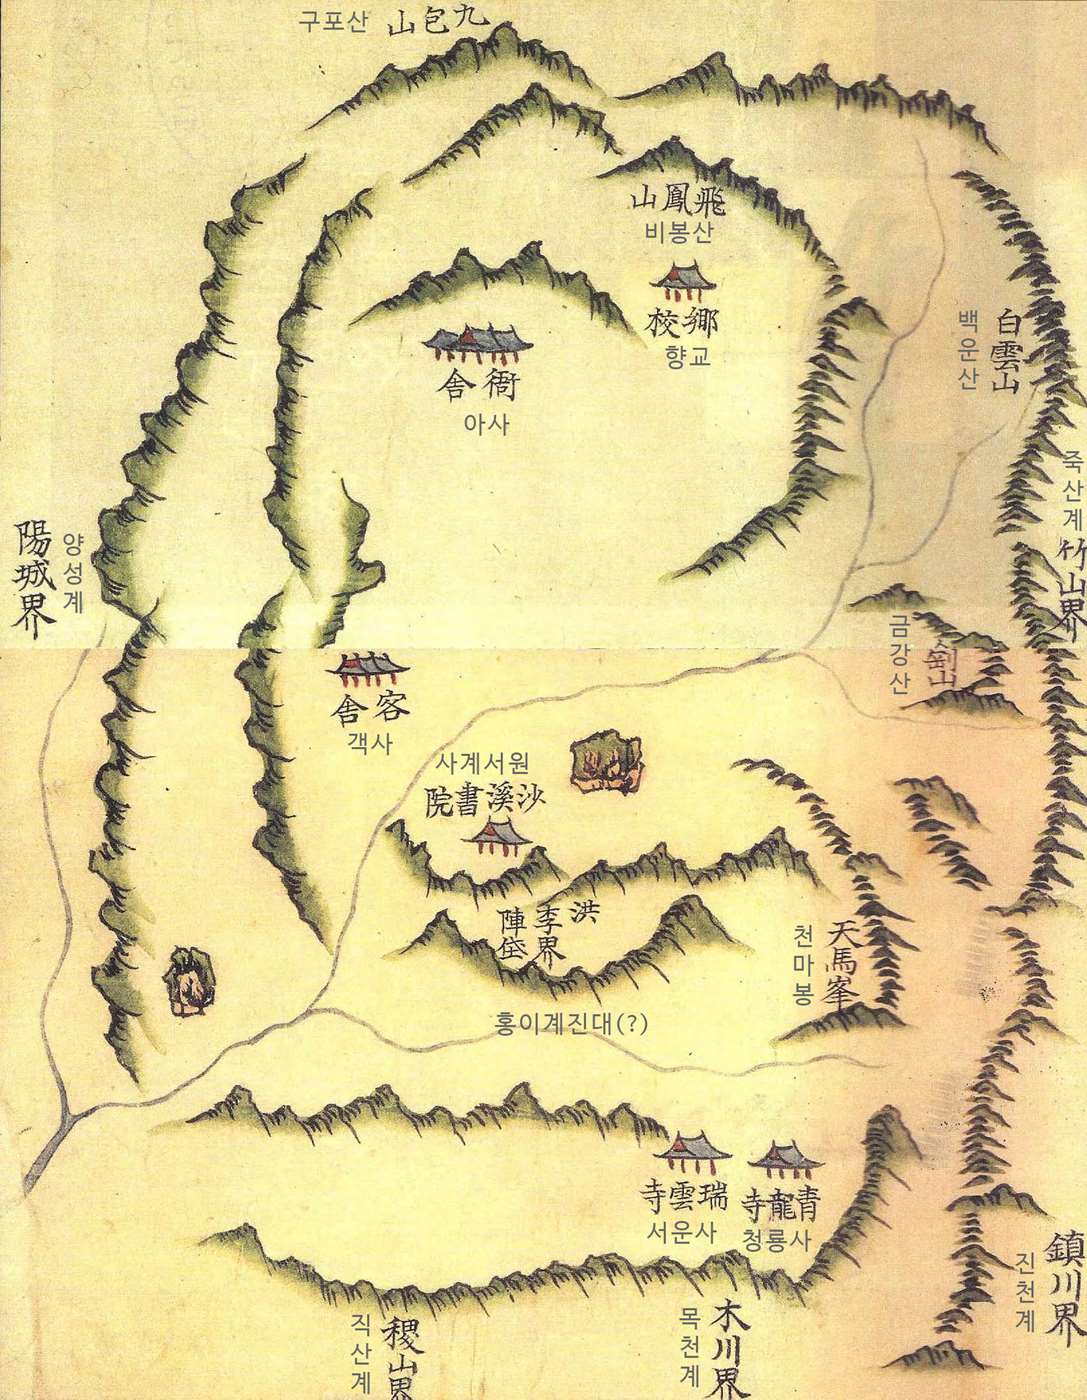 구포산
九包山
飛鳳山
비봉산
鄕校
향교
衙舍
아사
白雲山
백운산
죽산계
竹山界
陽城界
양성계
금강산
山
客舍
객사
사계서원
沙溪書院
洪
李界
陣垈
홍이계진대(?)
天馬峯
천마봉
瑞雲寺
서운사
靑龍寺
청룡사
鎭川界
진천계
木川界
목천계
稷山界
직산계